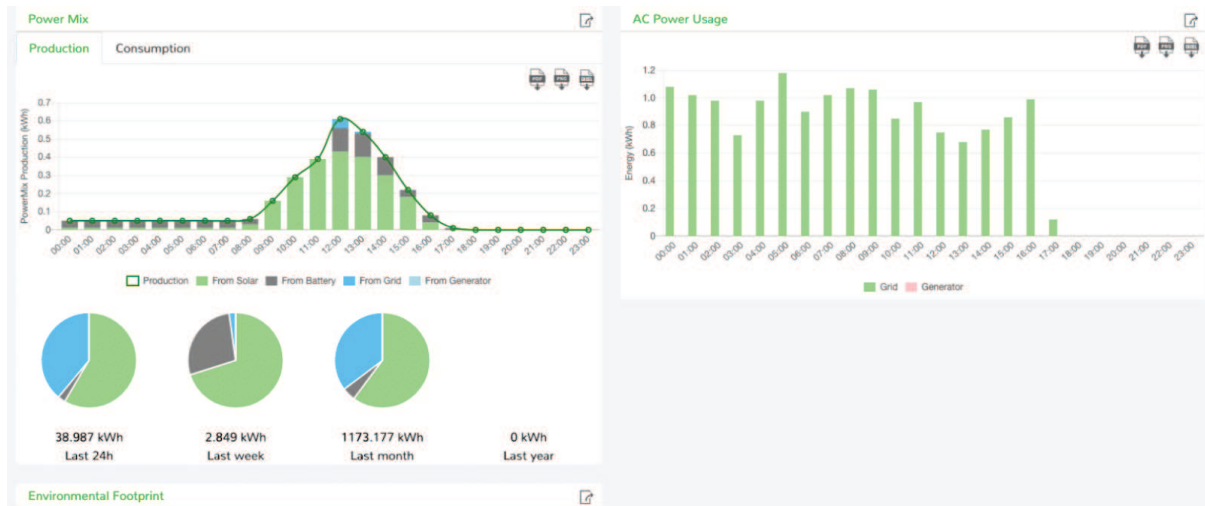 Power Mix
Production Consumption
PDF PNG
PowerMix Production (kWh)
0.7
0.6
0.5
0.4
0.3
0.2
0.1
0
00:00 01:00 02:00 03:00 04:00 05:00 06:00 07:00 08:00 09:00 10:00 11:00 12:00 13:00 14:00 15:00 16:00 17:00 18:00 19:00 20:00 21:00 22:00 23:00
Production From Solar From Battery From Grid From Generator
38.987 kWh 2.849 kWh 1173.177 kWh 0 kWh
Last 24h Last week Last month Last year
Environmental Footprint
AC Power Usage
PDF PNG
Energy (kWh)
1.2
1.0
0.8
0.6
0.4
0.2
0
00:00 01:00 02:00 03:00 04:00 05:00 06:00 07:00 08:00 09:00 10:00 11:00 12:00 13:00 14:00 15:00 16:00 17:00 18:00 19:00 20:00 21:00 22:00 23:00
Grid Generator